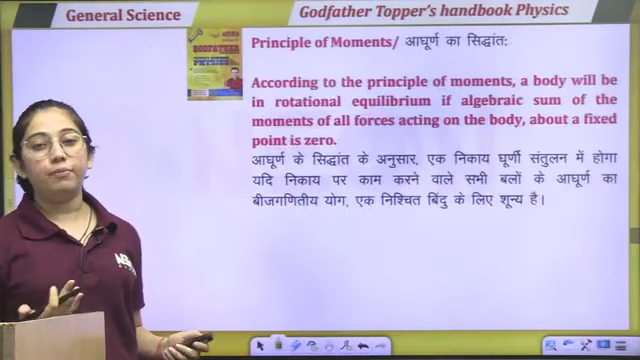 General Science
Godfather Topper's handbook Physics
GODFATHER
PHYSICS
Principle of Moments/ आघूर्ण का सिद्धांत:
According to the principle of moments, a body will be
in rotational equilibrium if algebraic sum of the
moments of all forces acting on the body, about a fixed
point is zero.
आघूर्ण के सिद्धांत के अनुसार, एक निकाय घूर्णी संतुलन में होगा
यदि निकाय पर काम करने वाले सभी बलों के आघूर्ण का
बीजगणितीय योग, एक निश्चित बिंदु के लिए शून्य है।